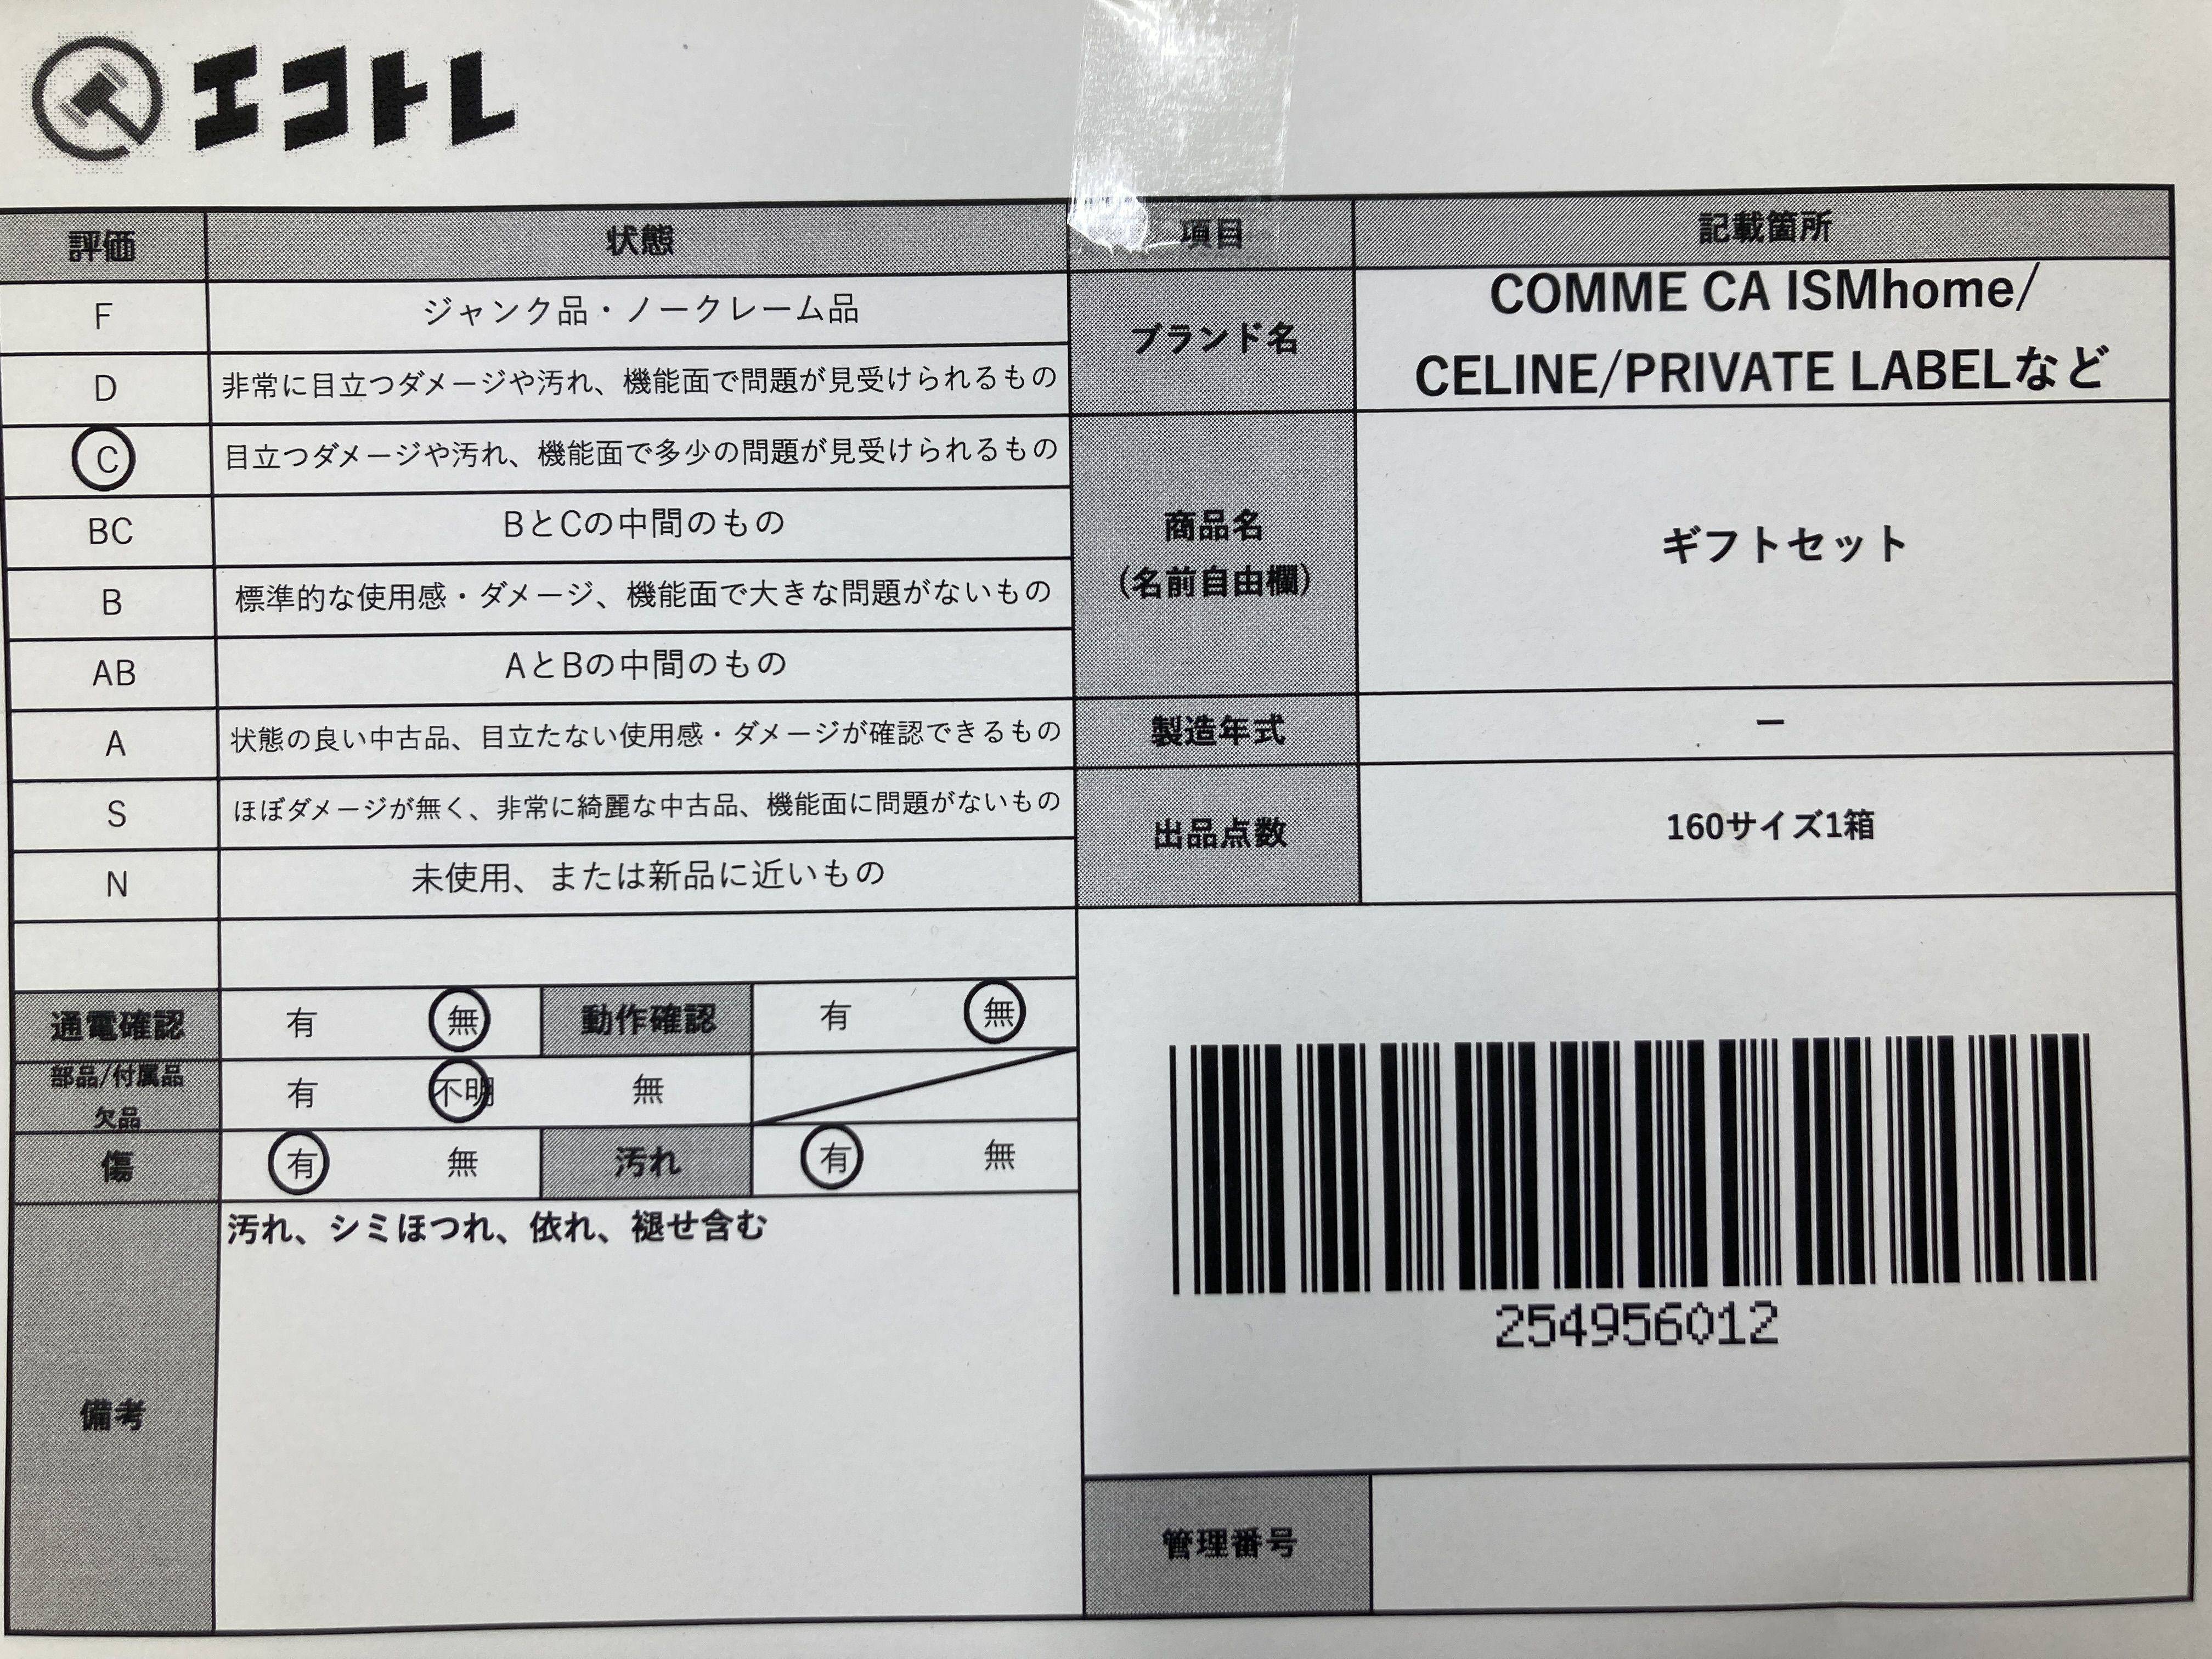 エコトレ
評価 状態 項目 記載箇所
F ジャンク品・ノークレーム品
D 非常に目立つダメージや汚れ、機能面で問題が見受けられるもの
C 目立つダメージや汚れ、機能面で多少の問題が見受けられるもの
BC BとCの中間のもの
B 標準的な使用感・ダメージ、機能面で大きな問題がないもの
AB AとBの中間のもの
A 状態の良い中古品、目立たない使用感・ダメージが確認できるもの
S ほぼダメージが無く、非常に綺麗な中古品、機能面に問題がないもの
N 未使用、または新品に近いもの
通電確認 有 無 動作確認 有 無
部品/付属品
欠品
有 不明 無
傷 有 無 汚れ 有 無
備考
汚れ、シミほつれ、依れ、褪せ含む
ブランド名
COMME CA ISMhome/
CELINE/PRIVATE LABELなど
商品名
(名前自由欄)
ギフトセット
製造年式 ー
出品点数 160サイズ1箱
254956012
管理番号